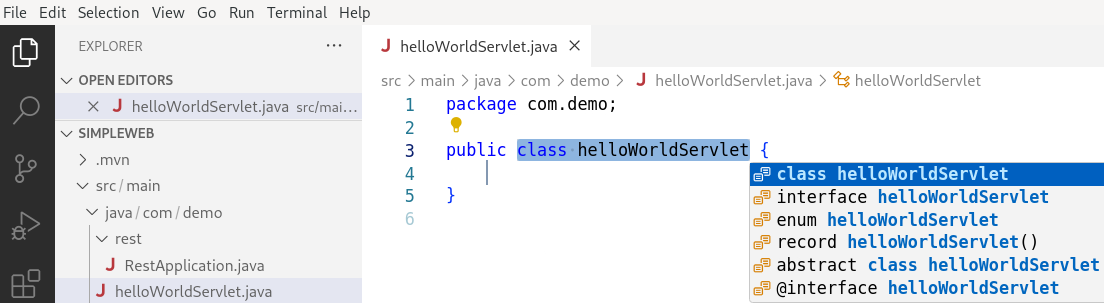 File Edit Selection View Go Run Terminal Help
EXPLORER ···
OPEN EDITORS
J helloWorldServlet.java src/mai...
SIMPLEWEB
.mvn
src / main
java / com / demo
rest
J RestApplication.java
helloWorldServlet.java
J helloWorldServlet.java ×
src > main > java > com > demo > J helloWorldServlet.java > helloWorldServlet
1 package com.demo;
2
3 public class helloWorldServlet {
4
5 }
6
class helloWorldServlet
interface helloWorldServlet
enum helloWorldServlet
record helloWorldServlet()
abstract class helloWorldServlet
@interface helloWorldServlet